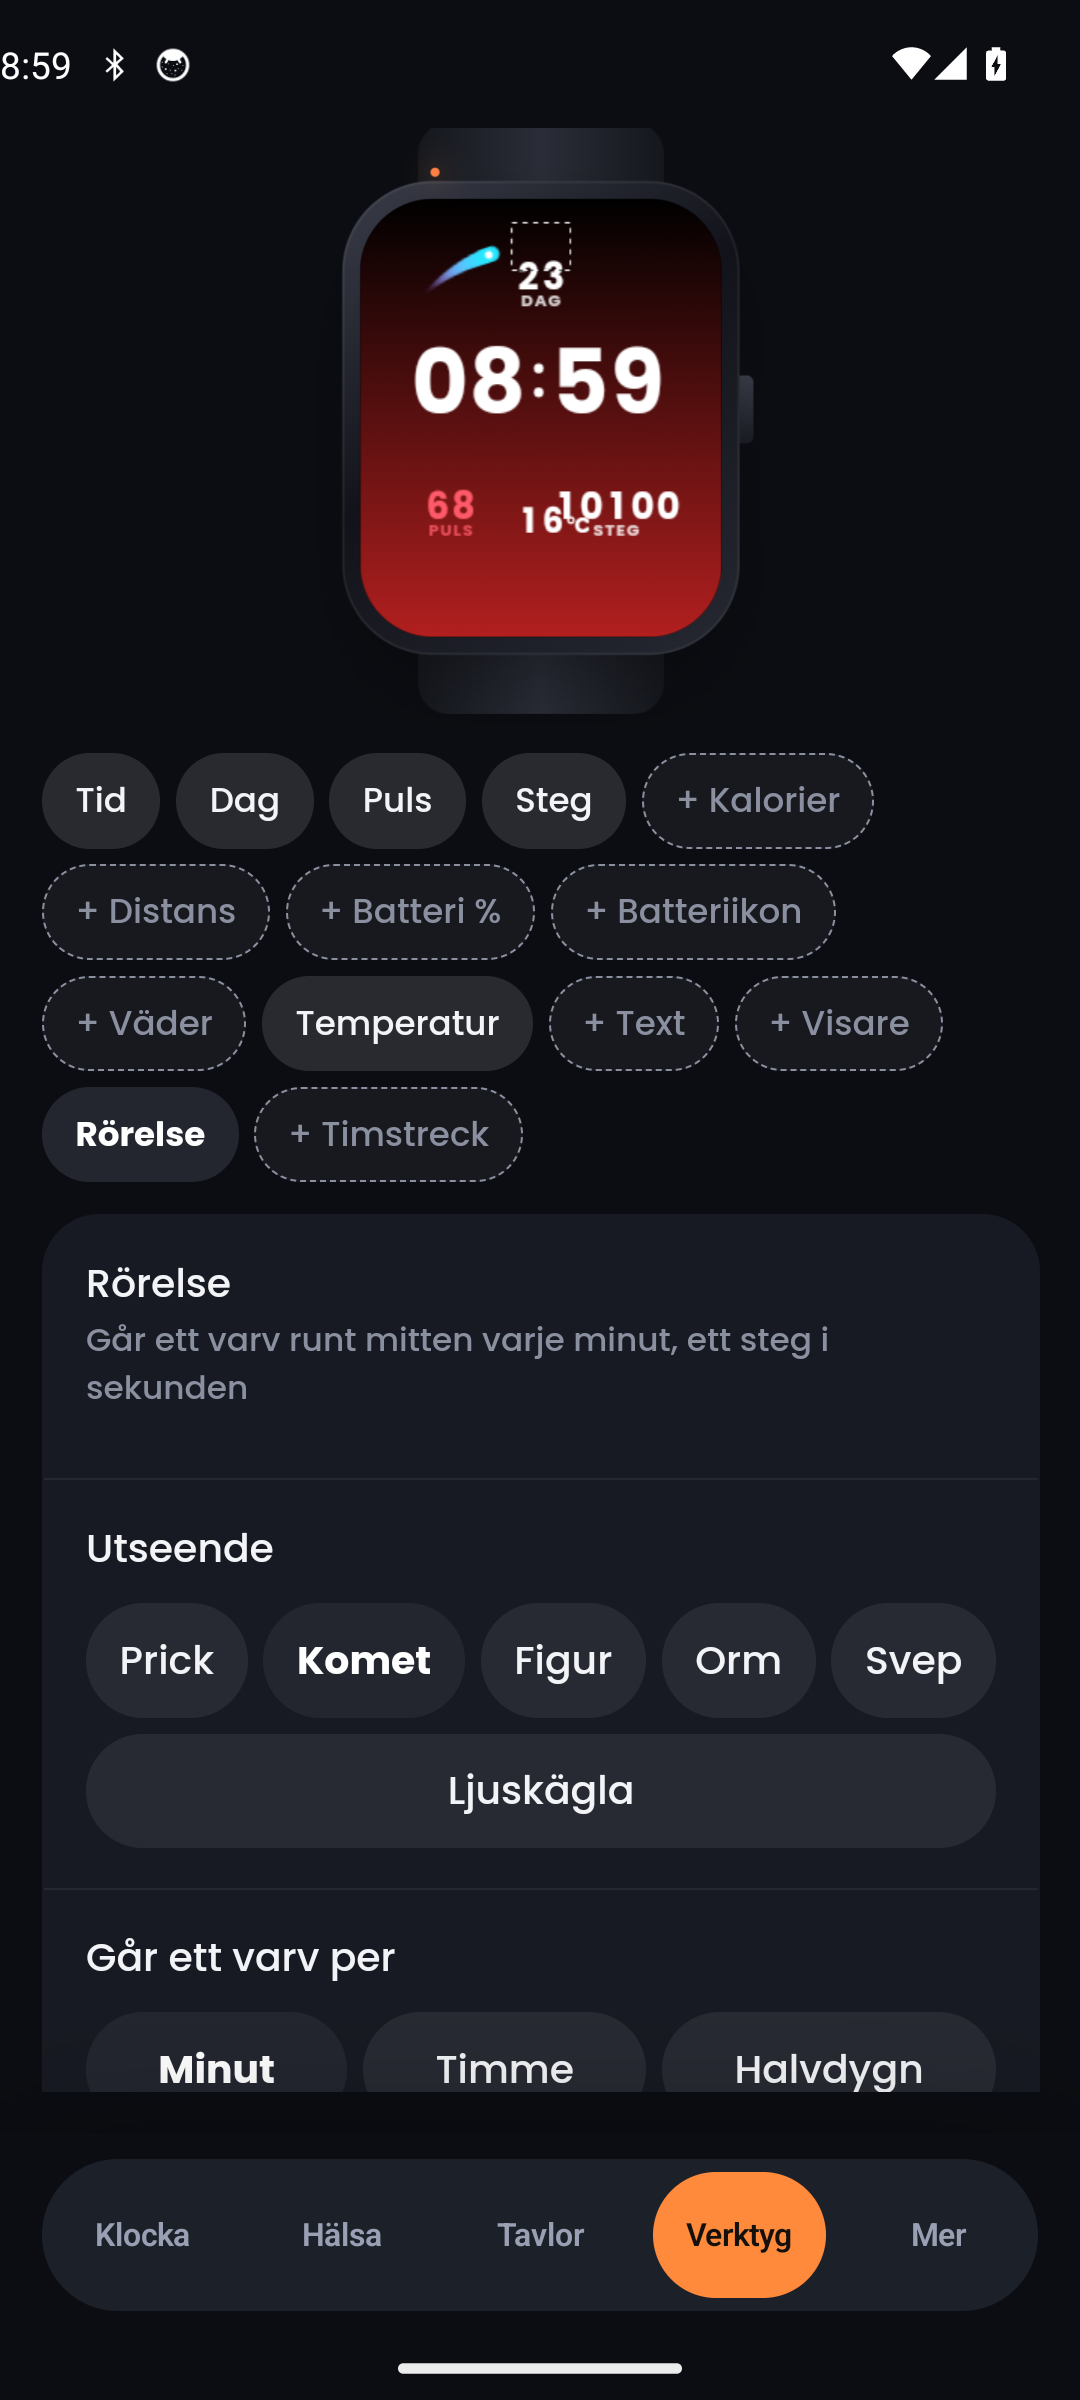 8:59
23
DAG
08:59
68
PULS
16°C
10100
STEG
Tid
Dag
Puls
Steg
+ Kalorier
+ Distans
+ Batteri %
+ Batteriikon
+ Väder
Temperatur
+ Text
+ Visare
Rörelse
+ Timstreck
Rörelse
Går ett varv runt mitten varje minut, ett steg i
sekunden
Utseende
Prick
Komet
Figur
Orm
Svep
Ljuskägla
Går ett varv per
Minut
Timme
Halvdygn
Klocka
Hälsa
Tavlor
Verktyg
Mer